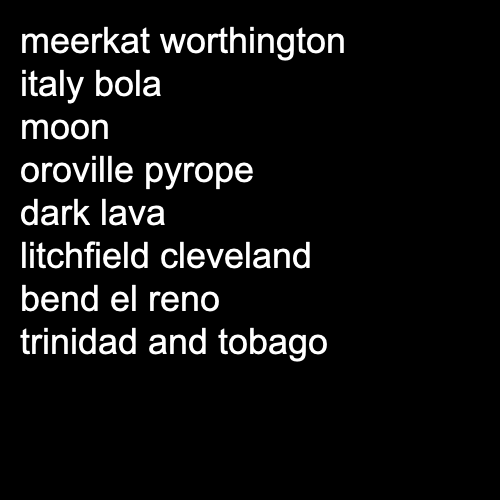 meerkat worthington
italy bola
moon
oroville pyrope
dark lava
litchfield cleveland
bend el reno
trinidad and tobago